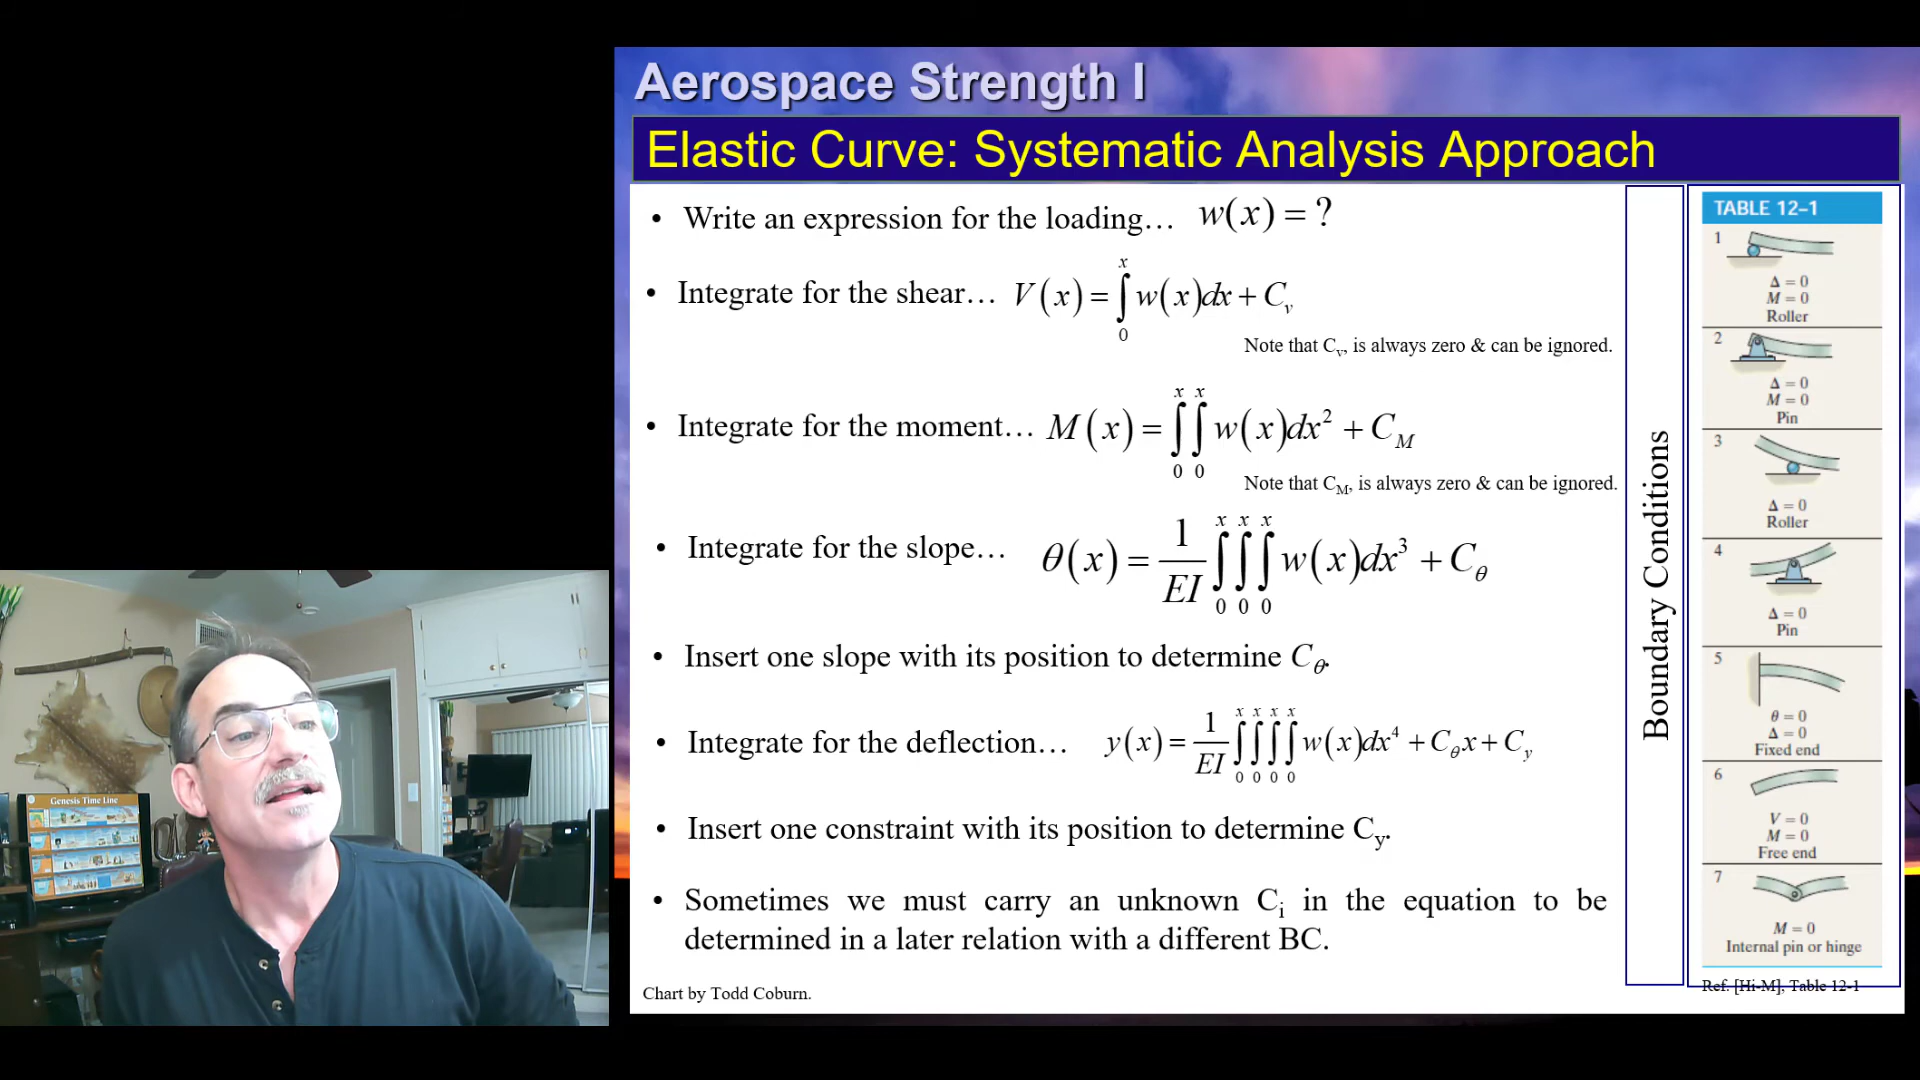 Aerospace Strength I
Elastic Curve: Systematic Analysis Approach
• Write an expression for the loading… w(x) = ?
• Integrate for the shear… V(x) = ∫₀ˣ w(x)dx + Cᵥ
Note that Cᵥ, is always zero & can be ignored.
• Integrate for the moment… M(x) = ∫₀ˣ∫₀ˣ w(x)dx² + C_M
Note that C_M, is always zero & can be ignored.
• Integrate for the slope… θ(x) = 1/EI ∫₀ˣ∫₀ˣ∫₀ˣ w(x)dx³ + C_θ
• Insert one slope with its position to determine C_θ.
• Integrate for the deflection… y(x) = 1/EI ∫₀ˣ∫₀ˣ∫₀ˣ∫₀ˣ w(x)dx⁴ + C_θx + C_y
• Insert one constraint with its position to determine C_y.
• Sometimes we must carry an unknown C_i in the equation to be
determined in a later relation with a different BC.
Chart by Todd Coburn.
Boundary Conditions
TABLE 12–1
1
Δ = 0
M = 0
Roller
2
Δ = 0
M = 0
Pin
3
Δ = 0
Roller
4
Δ = 0
Pin
5
θ = 0
Δ = 0
Fixed end
6
V = 0
M = 0
Free end
7
M = 0
Internal pin or hinge
Ref. [Hi-M], Table 12-1
Genesis Time Line